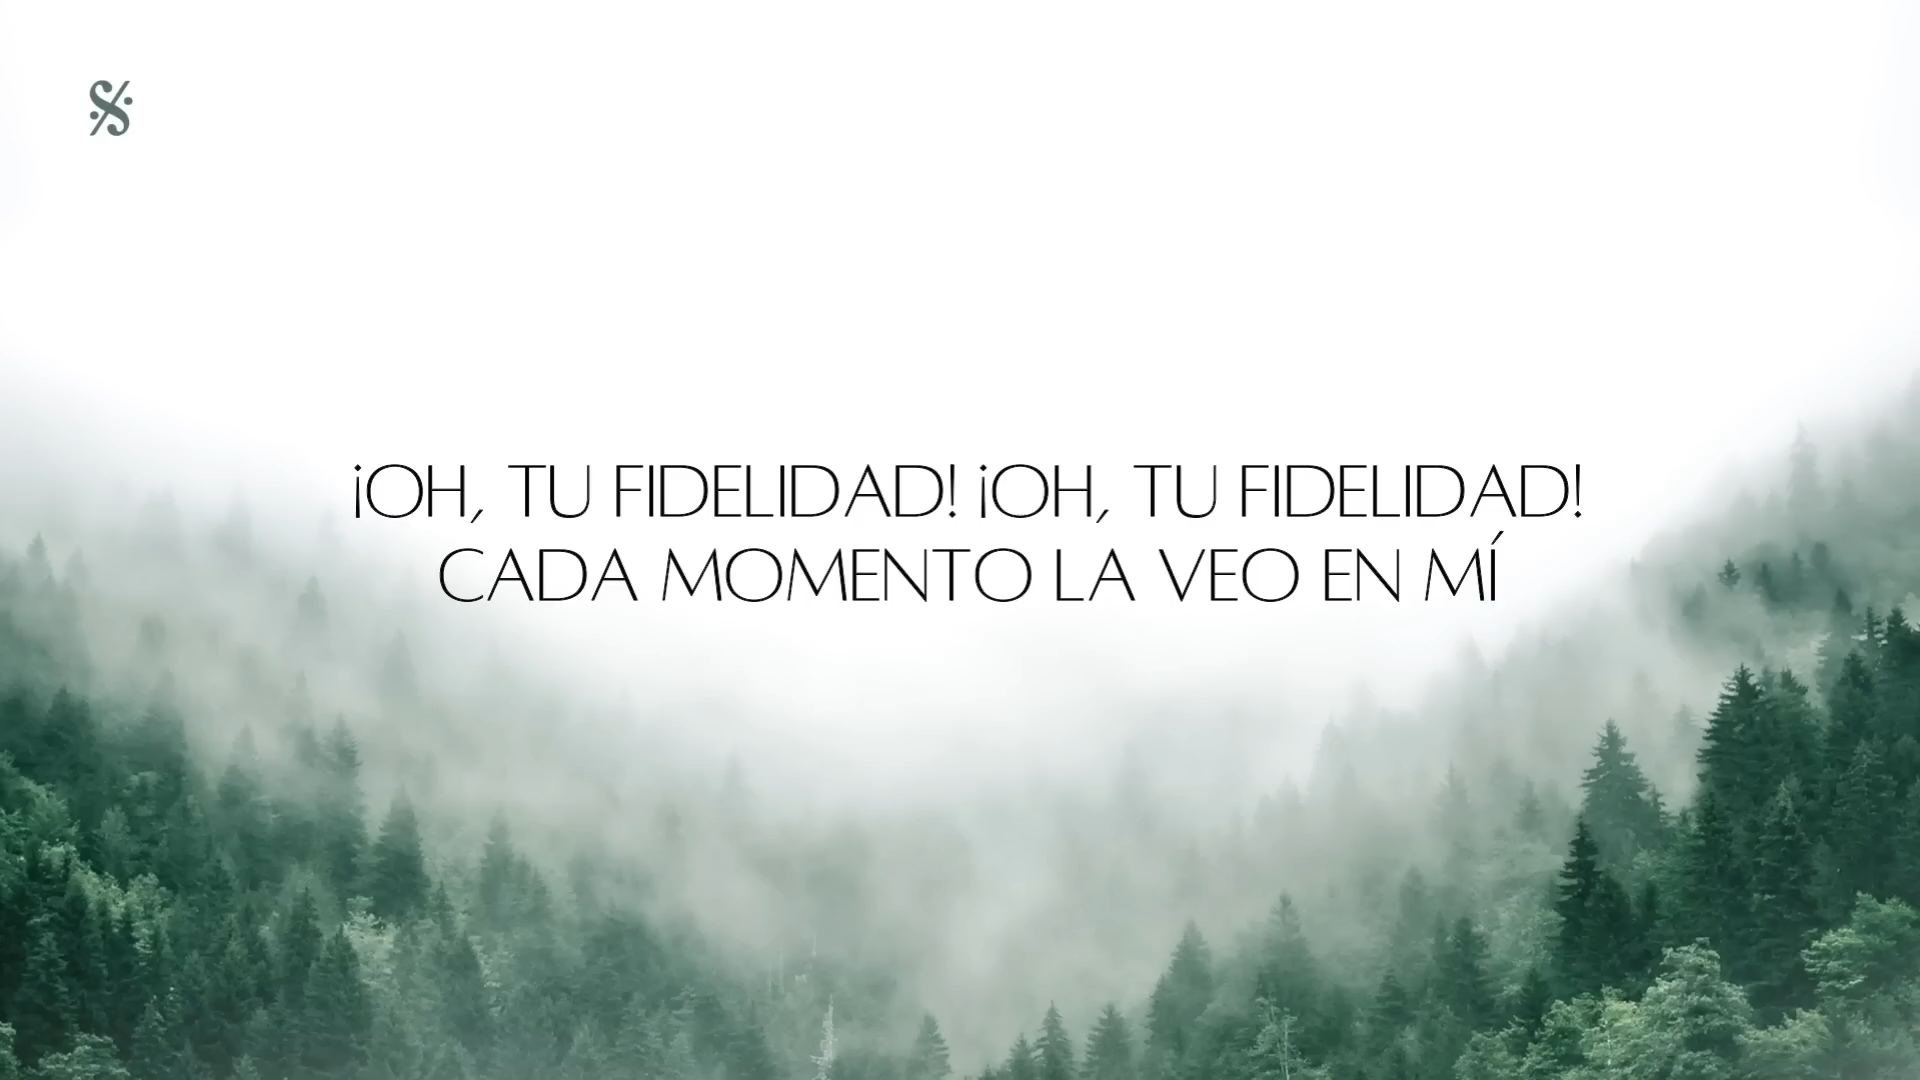 ¡OH, TU FIDELIDAD! ¡OH, TU FIDELIDAD!
CADA MOMENTO LA VEO EN MÍ